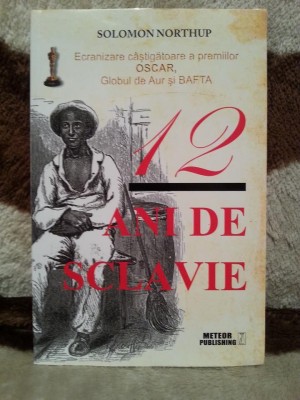 SOLOMON NORTHUP
Ecranizare câștigătoare a premiilor
OSCAR,
Globul de Aur și BAFTA
12
ANI DE
SCLAVIE
METEOR
PUBLISHING